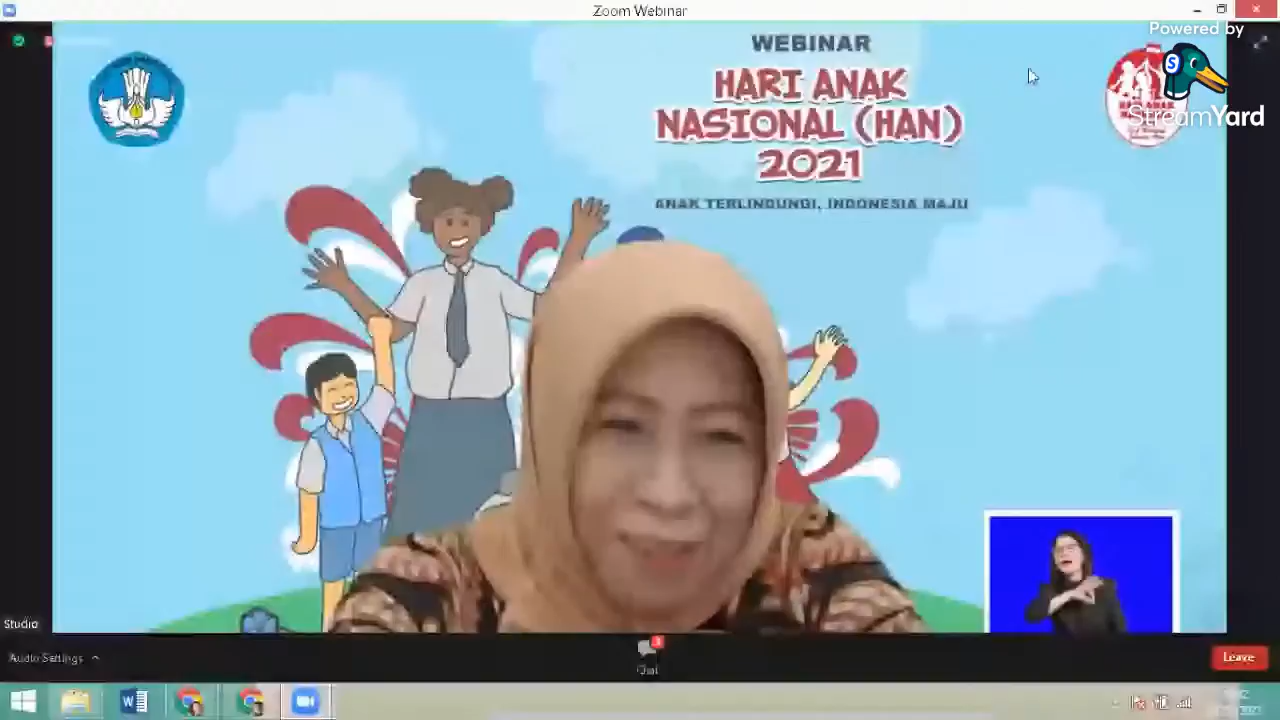 Zoom Webinar
Powered by
StreamYard
WEBINAR
HARI ANAK
NASIONAL (HAN)
2021
ANAK TERLINDUNGI, INDONESIA MAJU
Studio
Audio Settings
Chat
Leave